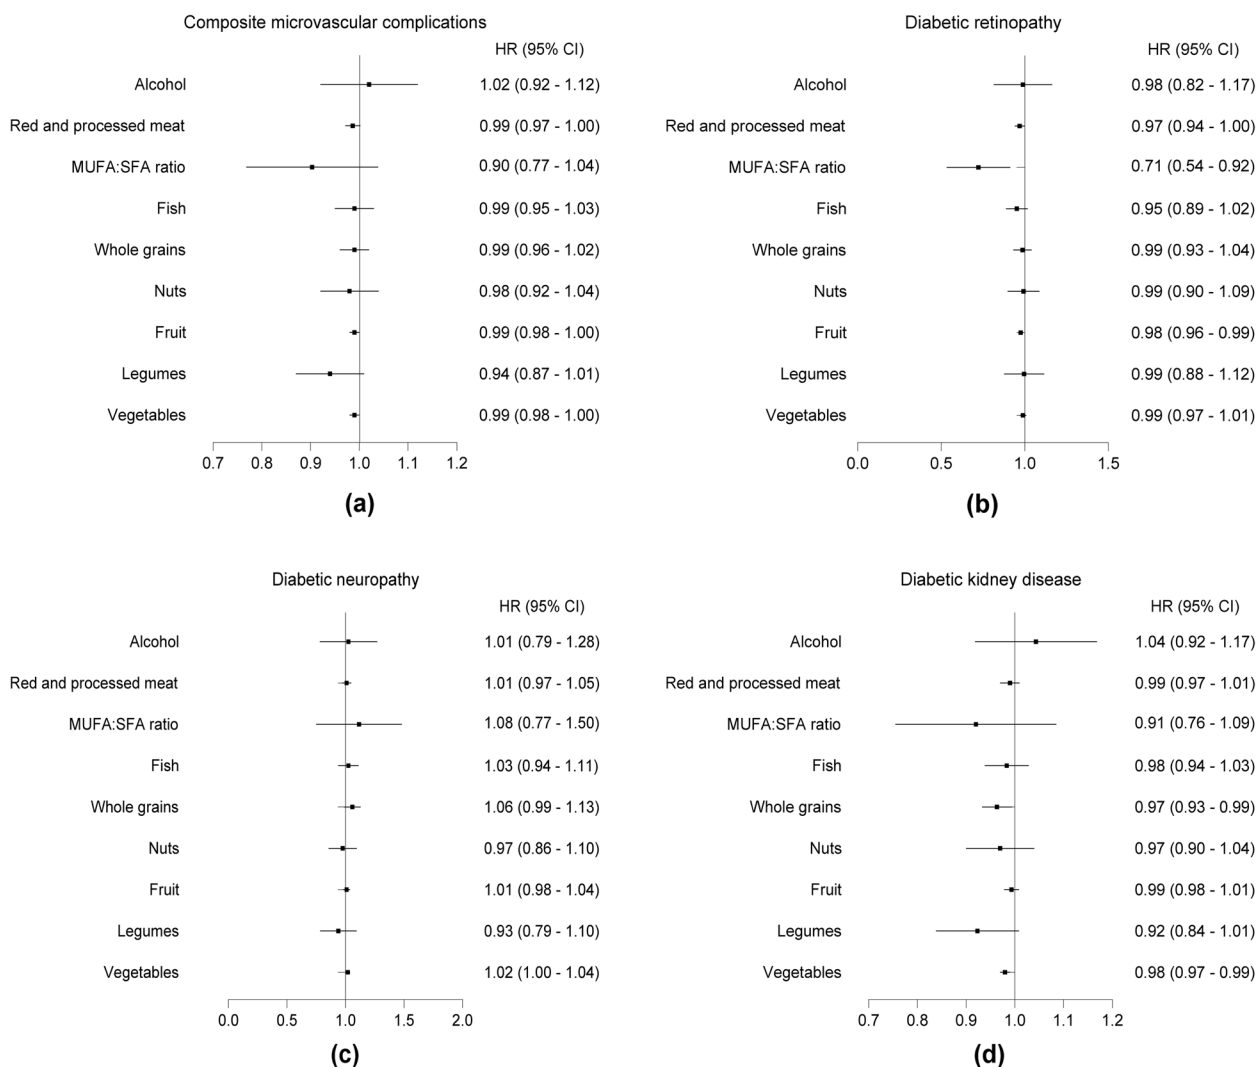 Composite microvascular complications
HR (95% CI)
Alcohol 1.02 (0.92 - 1.12)
Red and processed meat 0.99 (0.97 - 1.00)
MUFA:SFA ratio 0.90 (0.77 - 1.04)
Fish 0.99 (0.95 - 1.03)
Whole grains 0.99 (0.96 - 1.02)
Nuts 0.98 (0.92 - 1.04)
Fruit 0.99 (0.98 - 1.00)
Legumes 0.94 (0.87 - 1.01)
Vegetables 0.99 (0.98 - 1.00)
0.7 0.8 0.9 1.0 1.1 1.2
(a)
Diabetic retinopathy
HR (95% CI)
Alcohol 0.98 (0.82 - 1.17)
Red and processed meat 0.97 (0.94 - 1.00)
MUFA:SFA ratio 0.71 (0.54 - 0.92)
Fish 0.95 (0.89 - 1.02)
Whole grains 0.99 (0.93 - 1.04)
Nuts 0.99 (0.90 - 1.09)
Fruit 0.98 (0.96 - 0.99)
Legumes 0.99 (0.88 - 1.12)
Vegetables 0.99 (0.97 - 1.01)
0.0 0.5 1.0 1.5
(b)
Diabetic neuropathy
HR (95% CI)
Alcohol 1.01 (0.79 - 1.28)
Red and processed meat 1.01 (0.97 - 1.05)
MUFA:SFA ratio 1.08 (0.77 - 1.50)
Fish 1.03 (0.94 - 1.11)
Whole grains 1.06 (0.99 - 1.13)
Nuts 0.97 (0.86 - 1.10)
Fruit 1.01 (0.98 - 1.04)
Legumes 0.93 (0.79 - 1.10)
Vegetables 1.02 (1.00 - 1.04)
0.0 0.5 1.0 1.5 2.0
(c)
Diabetic kidney disease
HR (95% CI)
Alcohol 1.04 (0.92 - 1.17)
Red and processed meat 0.99 (0.97 - 1.01)
MUFA:SFA ratio 0.91 (0.76 - 1.09)
Fish 0.98 (0.94 - 1.03)
Whole grains 0.97 (0.93 - 0.99)
Nuts 0.97 (0.90 - 1.04)
Fruit 0.99 (0.98 - 1.01)
Legumes 0.92 (0.84 - 1.01)
Vegetables 0.98 (0.97 - 0.99)
0.7 0.8 0.9 1.0 1.1 1.2
(d)